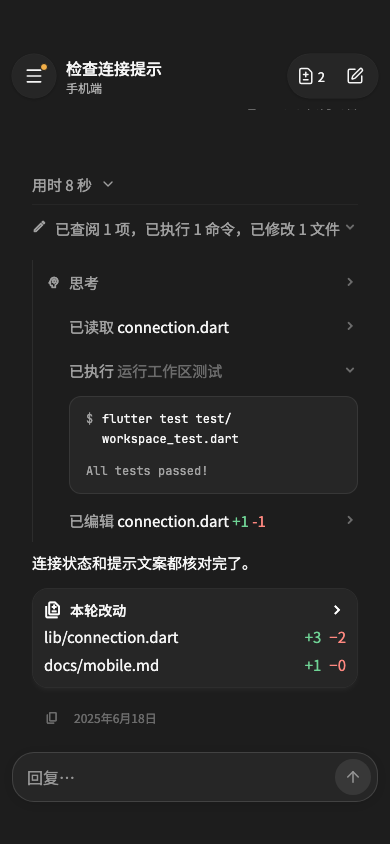 检查连接提示
手机端
2
用时 8 秒
已查阅 1 项，已执行 1 命令，已修改 1 文件
思考
已读取 connection.dart
已执行 运行工作区测试
$ flutter test test/
workspace_test.dart
All tests passed!
已编辑 connection.dart +1 -1
连接状态和提示文案都核对完了。
本轮改动
lib/connection.dart +3 −2
docs/mobile.md +1 −0
2025年6月18日
回复…